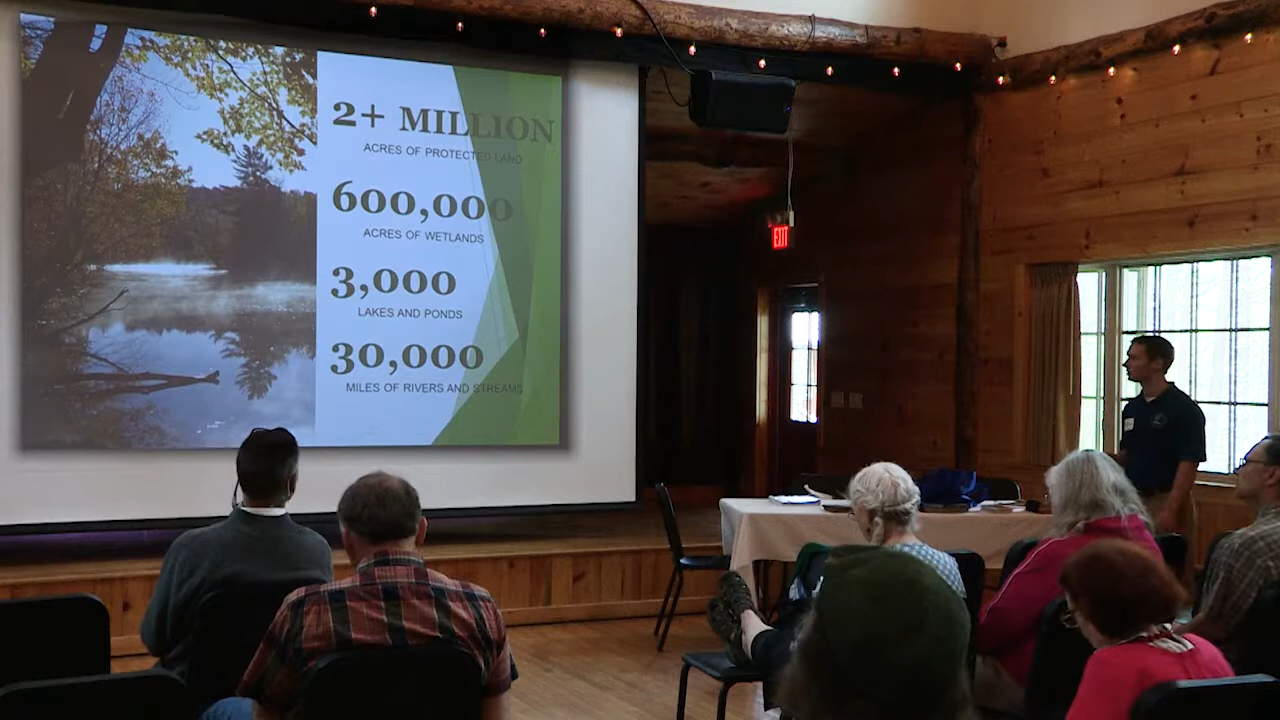 2+ MILLION
ACRES OF PROTECTED LAND
600,000
ACRES OF WETLANDS
3,000
LAKES AND PONDS
30,000
MILES OF RIVERS AND STREAMS
EXIT